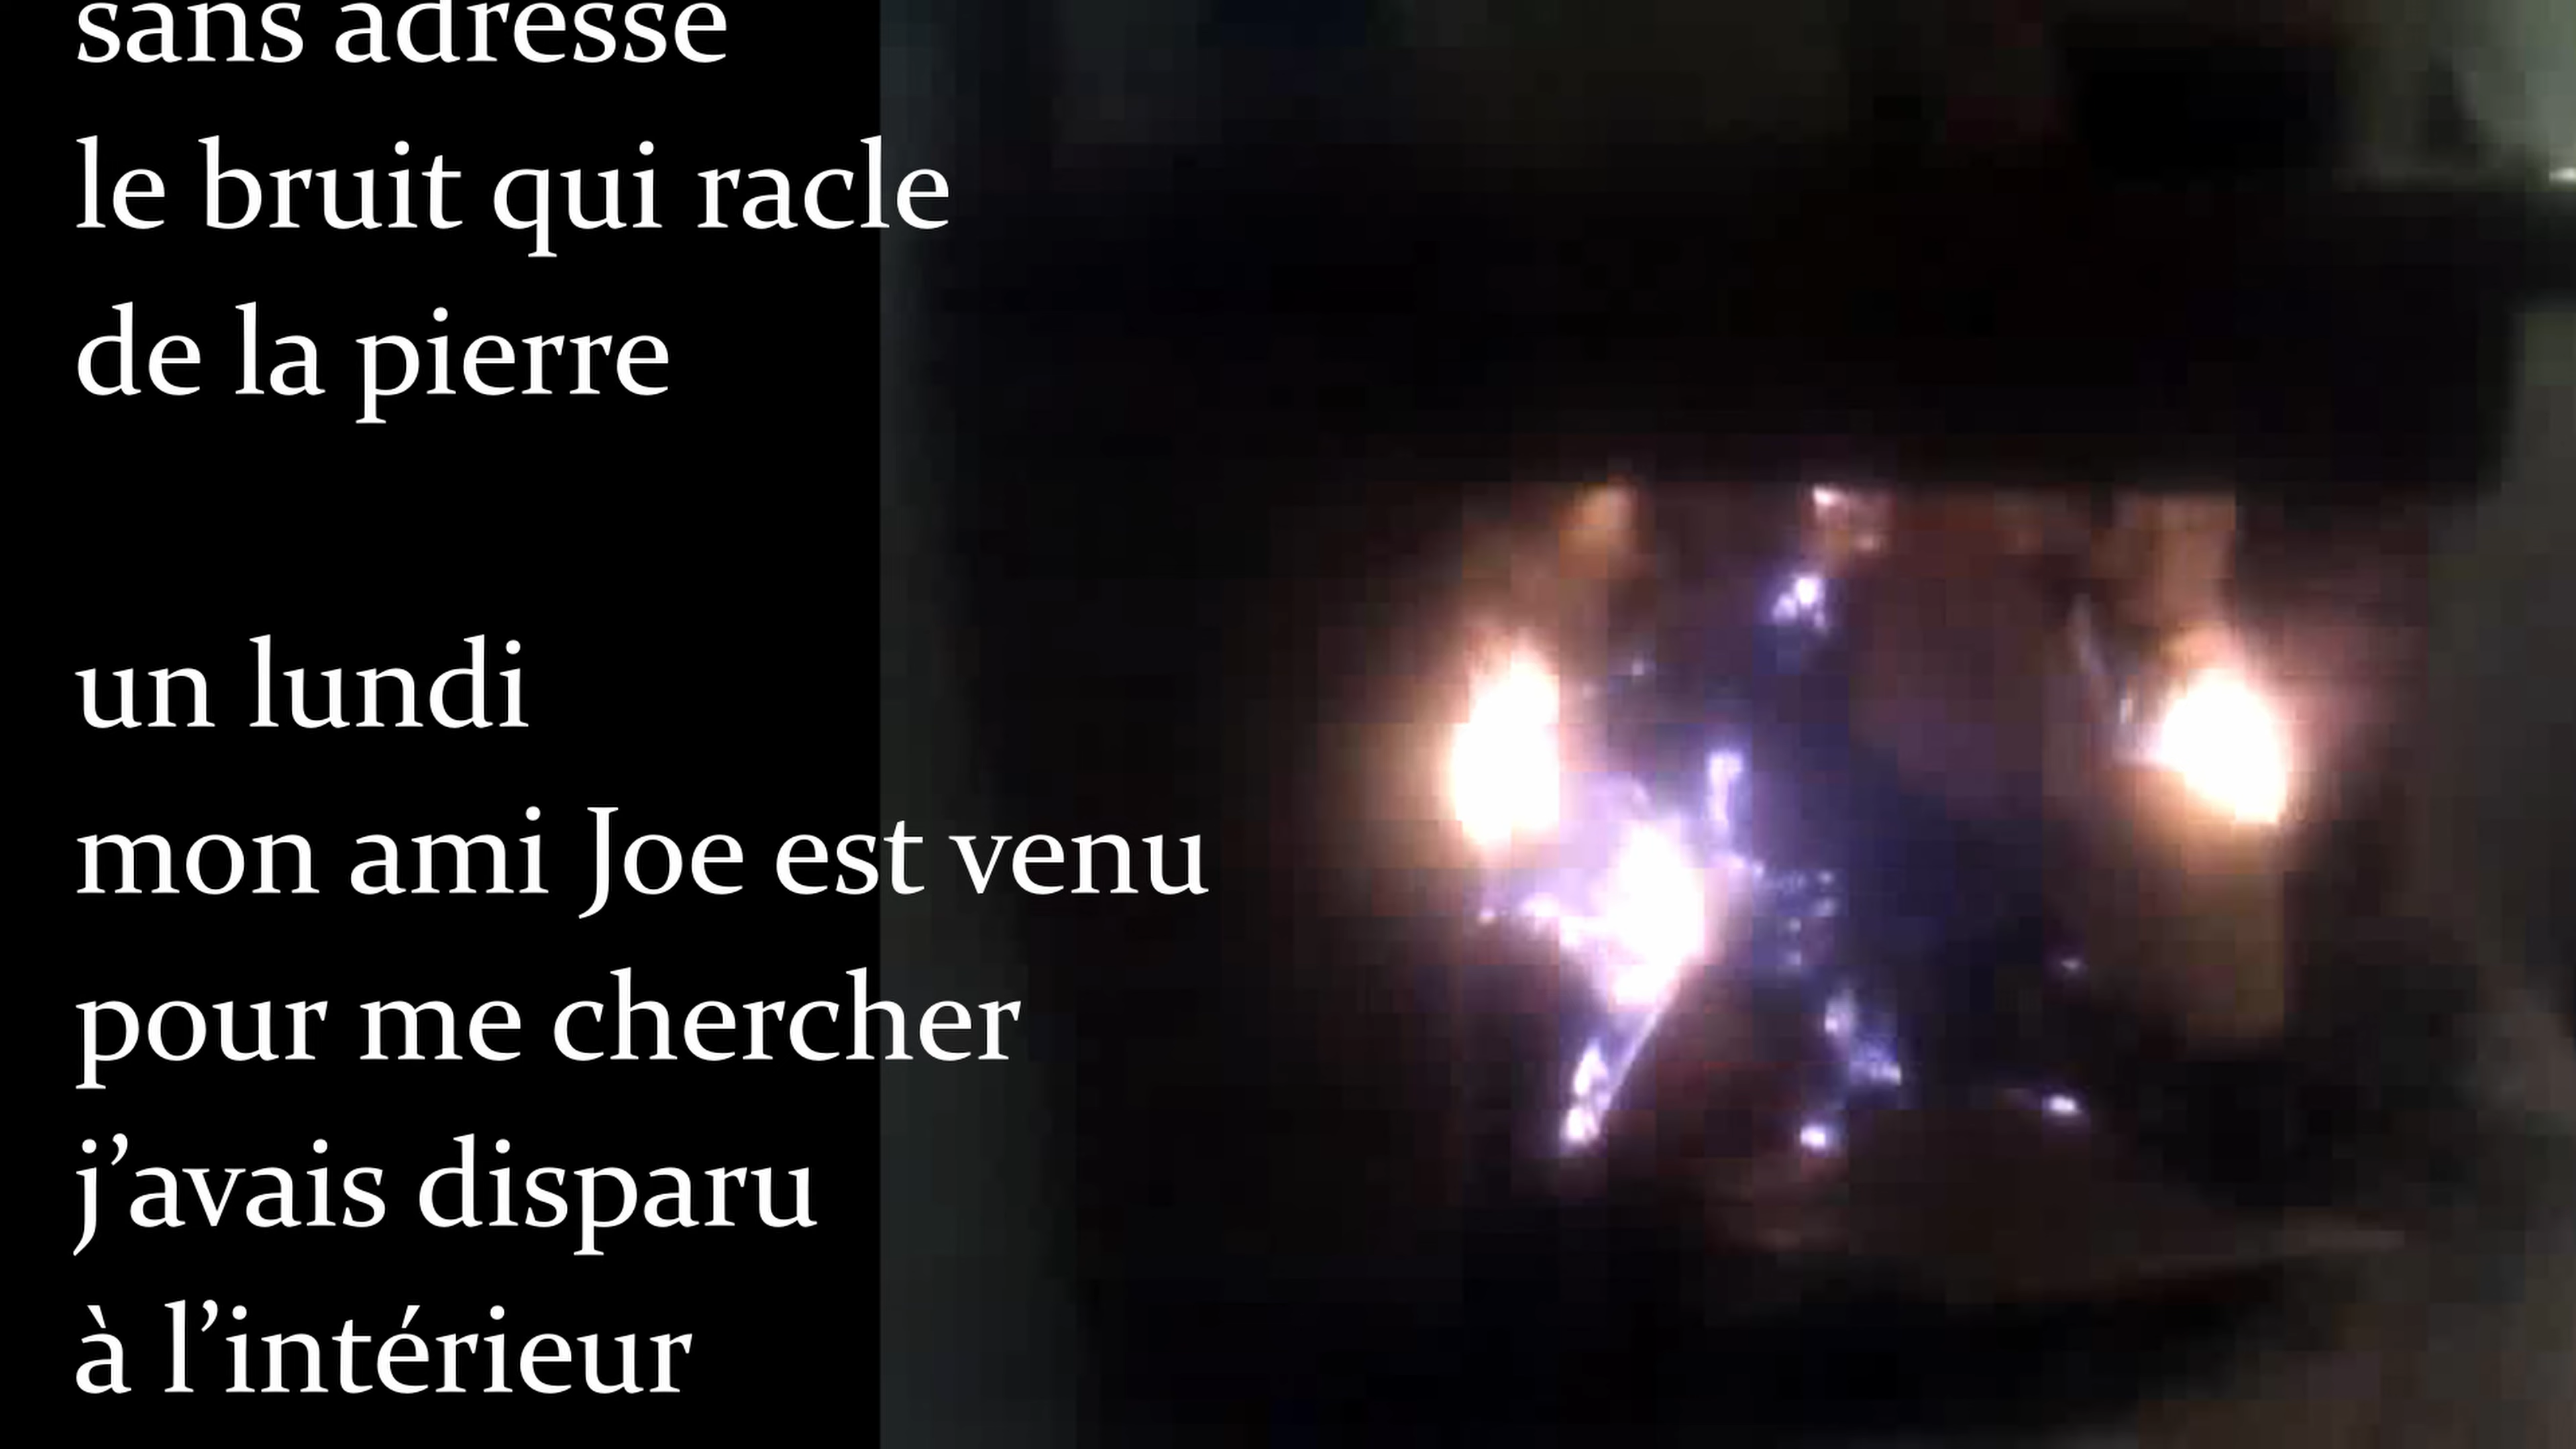 sans adresse
le bruit qui racle
de la pierre
un lundi
mon ami Joe est venu
pour me chercher
j’avais disparu
à l’intérieur